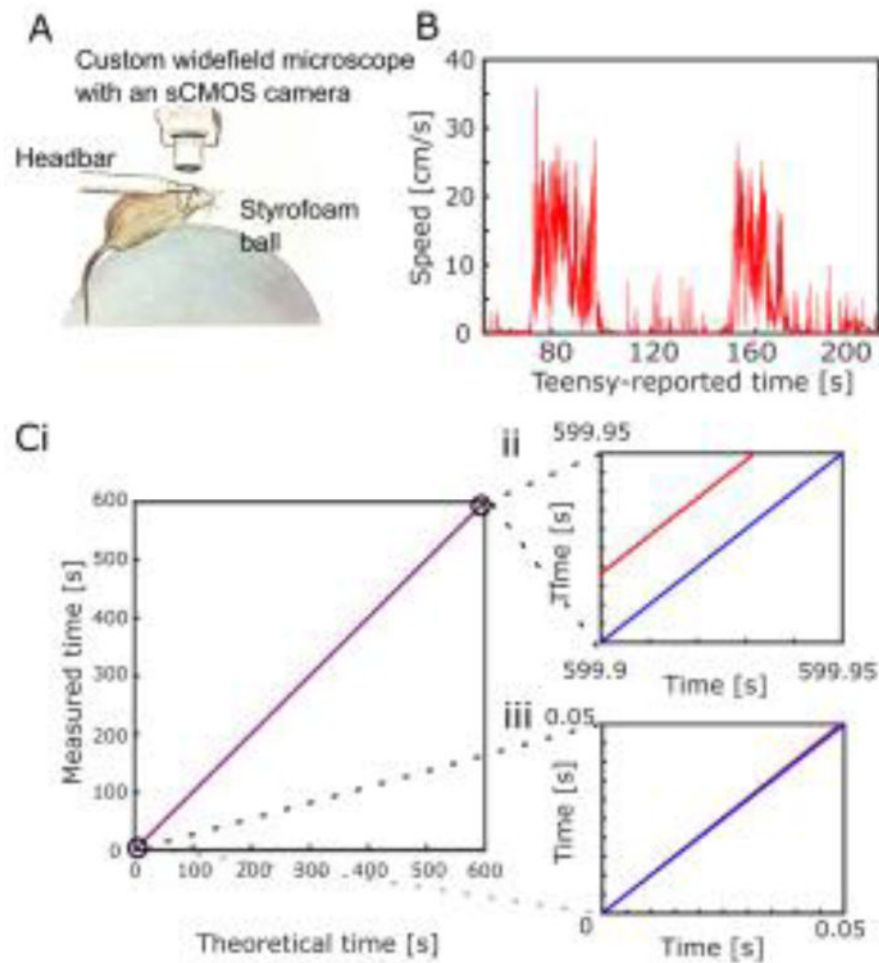 A
Custom widefield microscope
with an sCMOS camera
Headbar
Styrofoam
ball
B
40
30
20
10
0
Speed [cm/s]
80 120 160 200
Teensy-reported time [s]
Ci
600
500
400
300
200
100
0
Measured time [s]
0 100 200 300 400 500 600
Theoretical time [s]
ii
599.95
Time [s]
599.9 599.95
Time [s]
iii
0.05
Time [s]
0 0.05
Time [s]